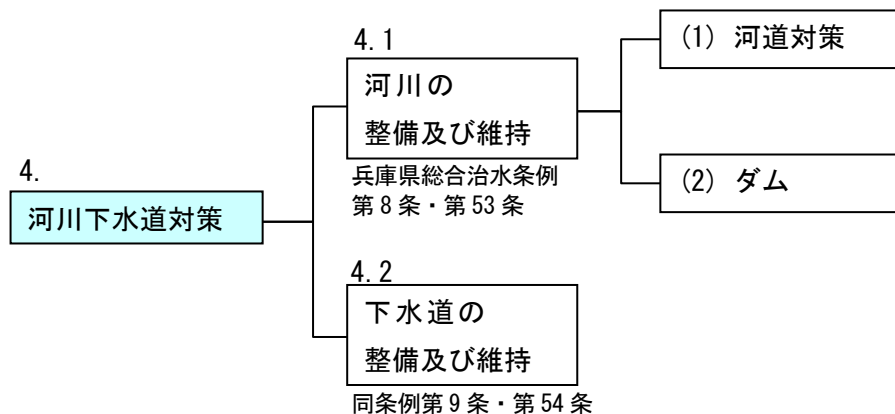 4.
河川下水道対策
4.1
河川の
整備及び維持
兵庫県総合治水条例
第8条・第53条
(1) 河道対策
(2) ダム
4.2
下水道の
整備及び維持
同条例第9条・第54条